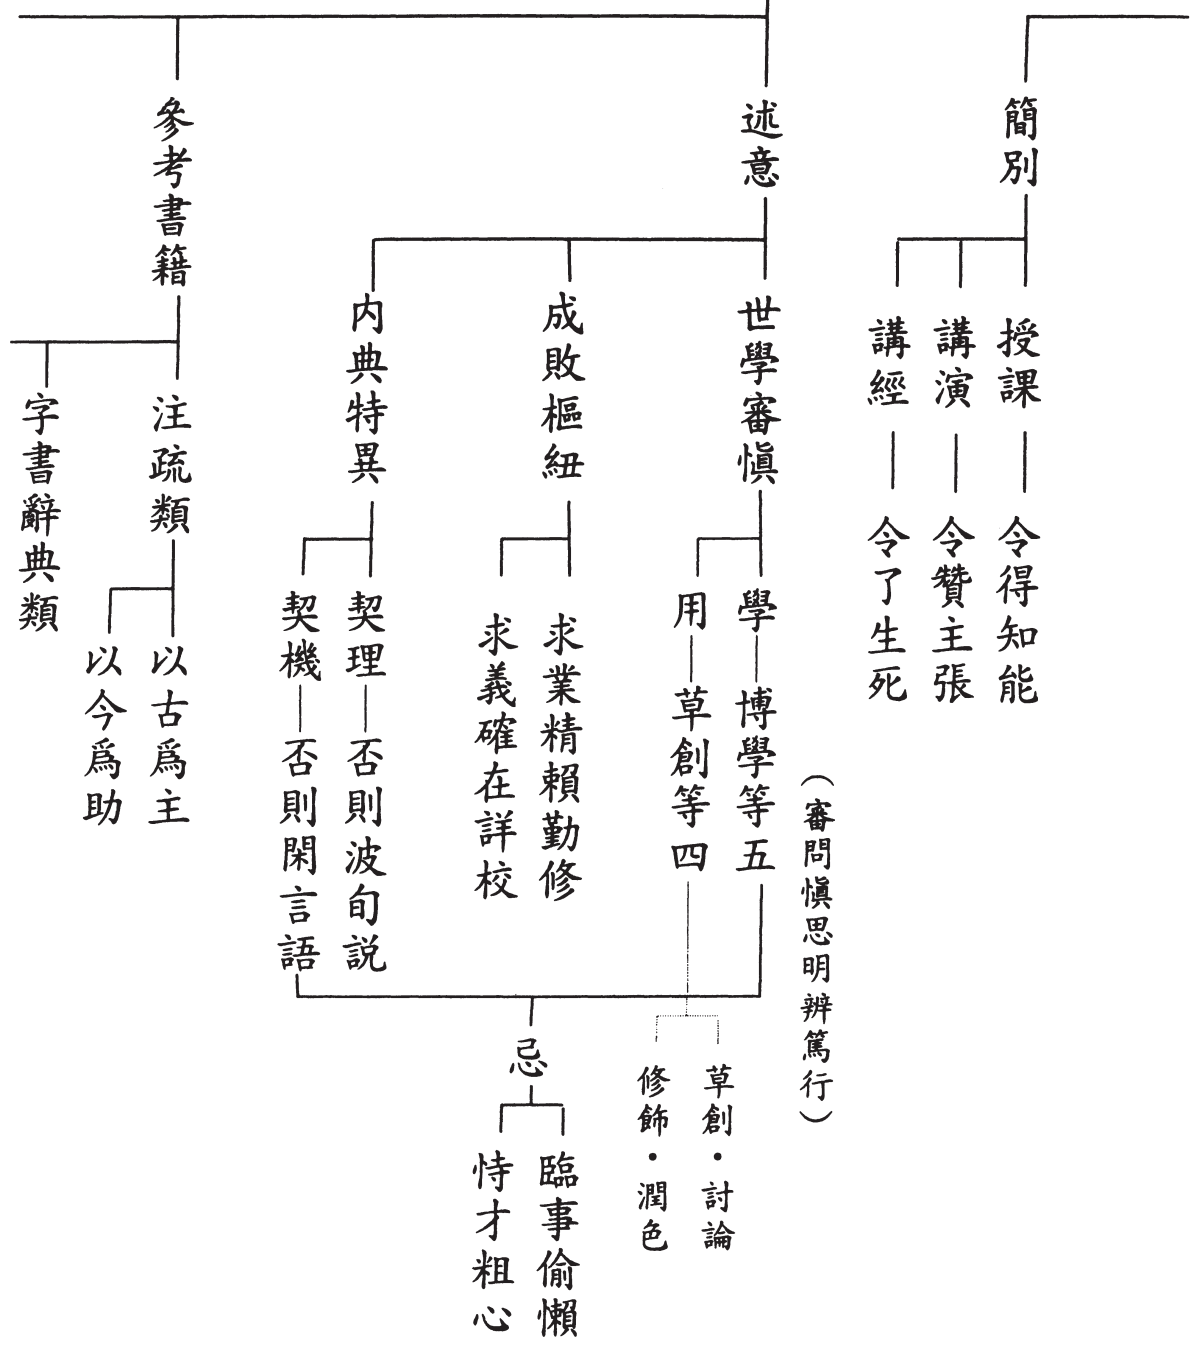 簡別
授課
令得知能
講演
令贊主張
講經
令了生死
述意
世學審慎
學
博學等五
（審問慎思明辨篤行）
用
草創等四
草創・討論
修飾・潤色
成敗樞紐
求業精賴勤修
求義確在詳校
内典特異
契理
否則波旬説
契機
否則閑言語
忌
臨事偷懶
恃才粗心
參考書籍
注疏類
以古爲主
以今爲助
字書辭典類